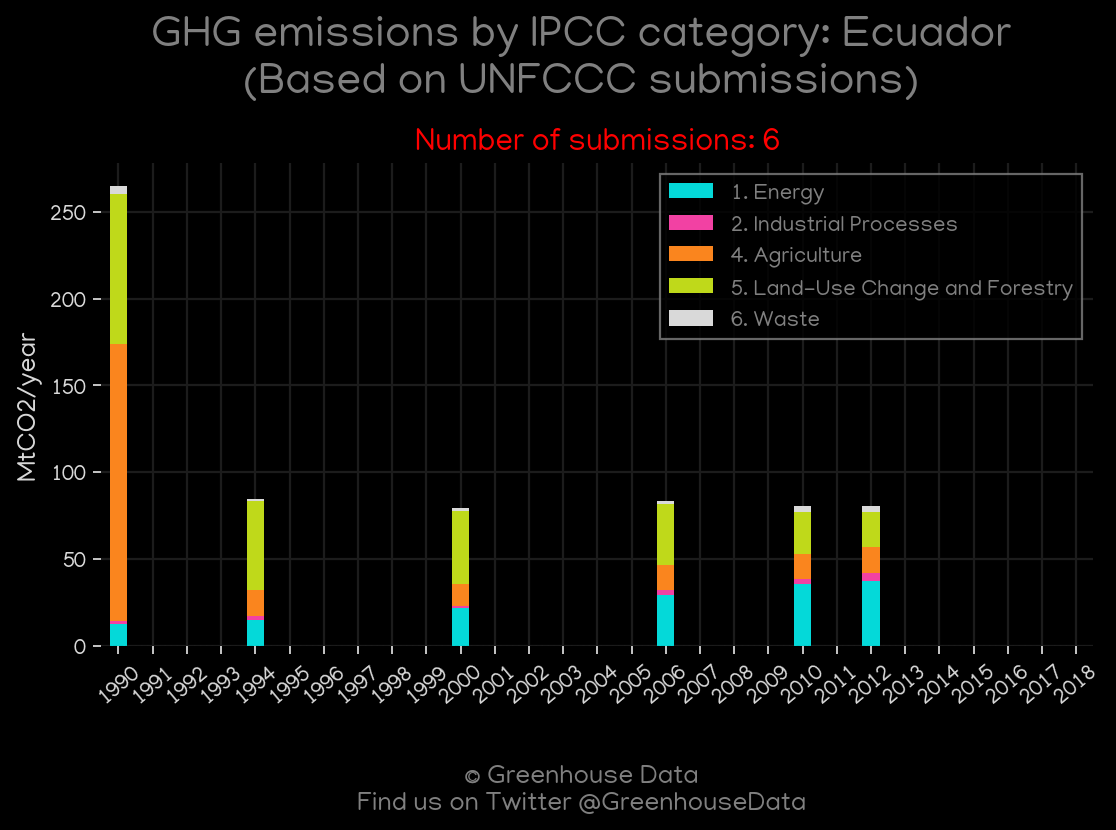 GHG emissions by IPCC category: Ecuador
(Based on UNFCCC submissions)
Number of submissions: 6
1. Energy
2. Industrial Processes
4. Agriculture
5. Land-Use Change and Forestry
6. Waste
MtCO2/year
250
200
150
100
50
0
1990 1991 1992 1993 1994 1995 1996 1997 1998 1999 2000 2001 2002 2003 2004 2005 2006 2007 2008 2009 2010 2011 2012 2013 2014 2015 2016 2017 2018
© Greenhouse Data
Find us on Twitter @GreenhouseData